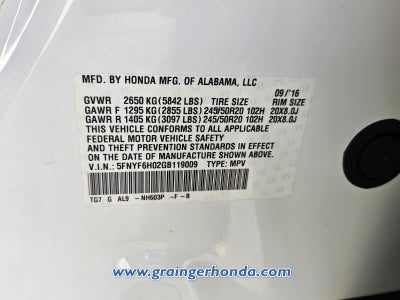 MFD. BY HONDA MFG. OF ALABAMA, LLC
09/'16
GVWR 2650 KG (5842 LBS) TIRE SIZE RIM SIZE
GAWR F 1295 KG (2855 LBS) 245/50R20 102H 20X8.0J
GAWR R 1405 KG (3097 LBS) 245/50R20 102H 20X8.0J
THIS VEHICLE CONFORMS TO ALL APPLICABLE
FEDERAL MOTOR VEHICLE SAFETY
AND THEFT PREVENTION STANDARDS IN EFFECT ON
THE DATE OF MANUFACTURE SHOWN ABOVE.
V.I.N.: 5FNYF6H02GB119009 TYPE: MPV
TG7 G AL9 - NH603P -F -B
www.graingerhonda.com